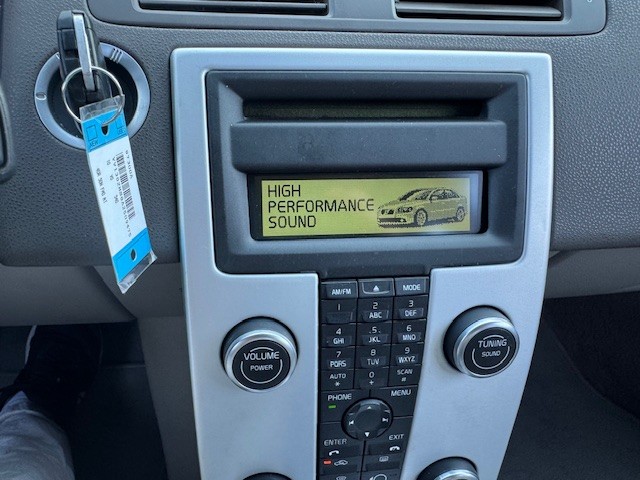 HIGH
PERFORMANCE
SOUND
AM/FM
MODE
1
2
ABC
3
DEF
4
GHI
.5.
JKL
6
MNO
7
PQRS
8
TUV
9
WXYZ
AUTO
*
0
+
SCAN
#
VOLUME
POWER
TUNING
SOUND
PHONE
MENU
ENTER
EXIT